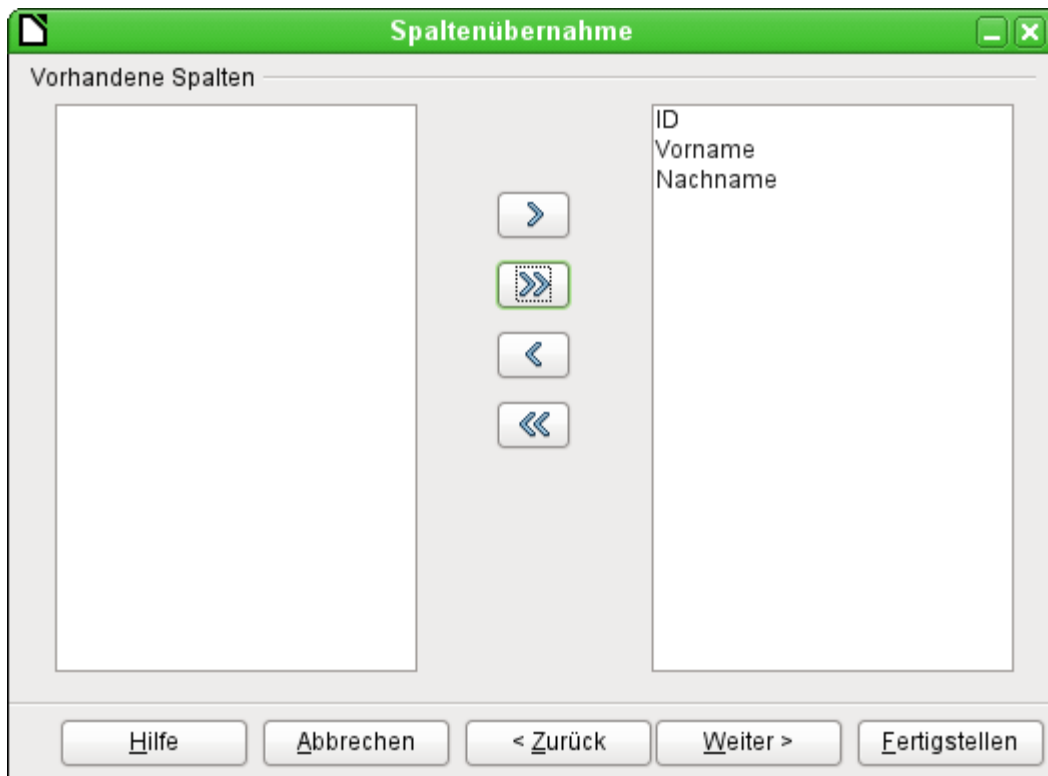 Spaltenübernahme
Vorhandene Spalten
ID
Vorname
Nachname
Hilfe
Abbrechen
< Zurück
Weiter >
Fertigstellen